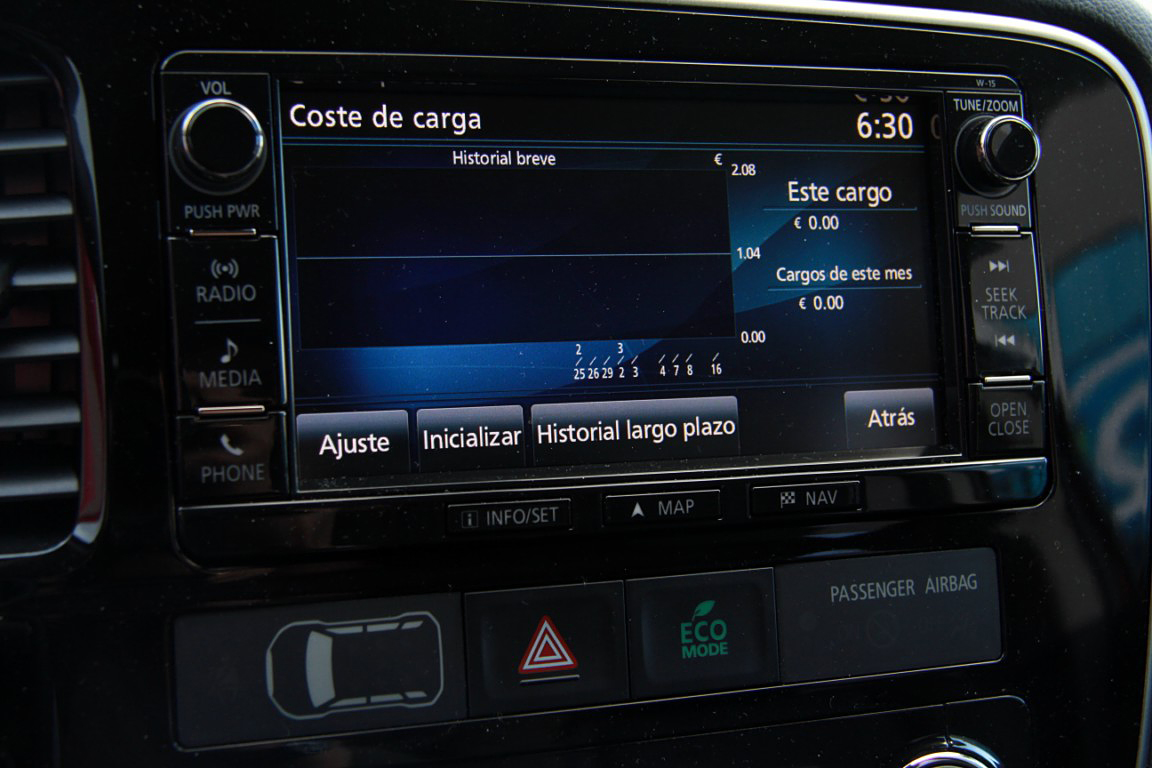 W-15
VOL
PUSH PWR
RADIO
MEDIA
PHONE
Coste de carga
6:30
Historial breve
€
2.08
1.04
0.00
Este cargo
€ 0.00
Cargos de este mes
€ 0.00
2 3
/ / / / / / / / /
25 26 29 2 3 4 7 8 16
Ajuste
Inicializar
Historial largo plazo
Atrás
TUNE/ZOOM
PUSH SOUND
SEEK
TRACK
OPEN
CLOSE
i INFO/SET
MAP
NAV
ECO
MODE
PASSENGER AIRBAG